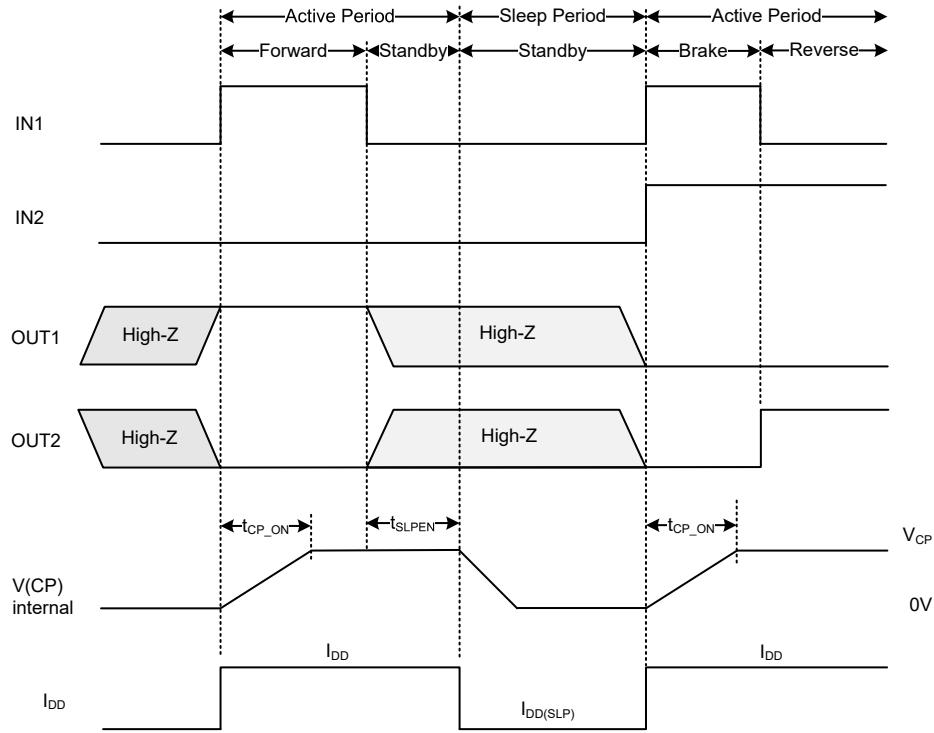 Active Period Sleep Period Active Period
Forward Standby Standby Brake Reverse
IN1
IN2
OUT1 High-Z High-Z
OUT2 High-Z High-Z
tCP_ON tSLPEN tCP_ON
VCP
V(CP)
internal
0V
IDD IDD
IDD
IDD(SLP)